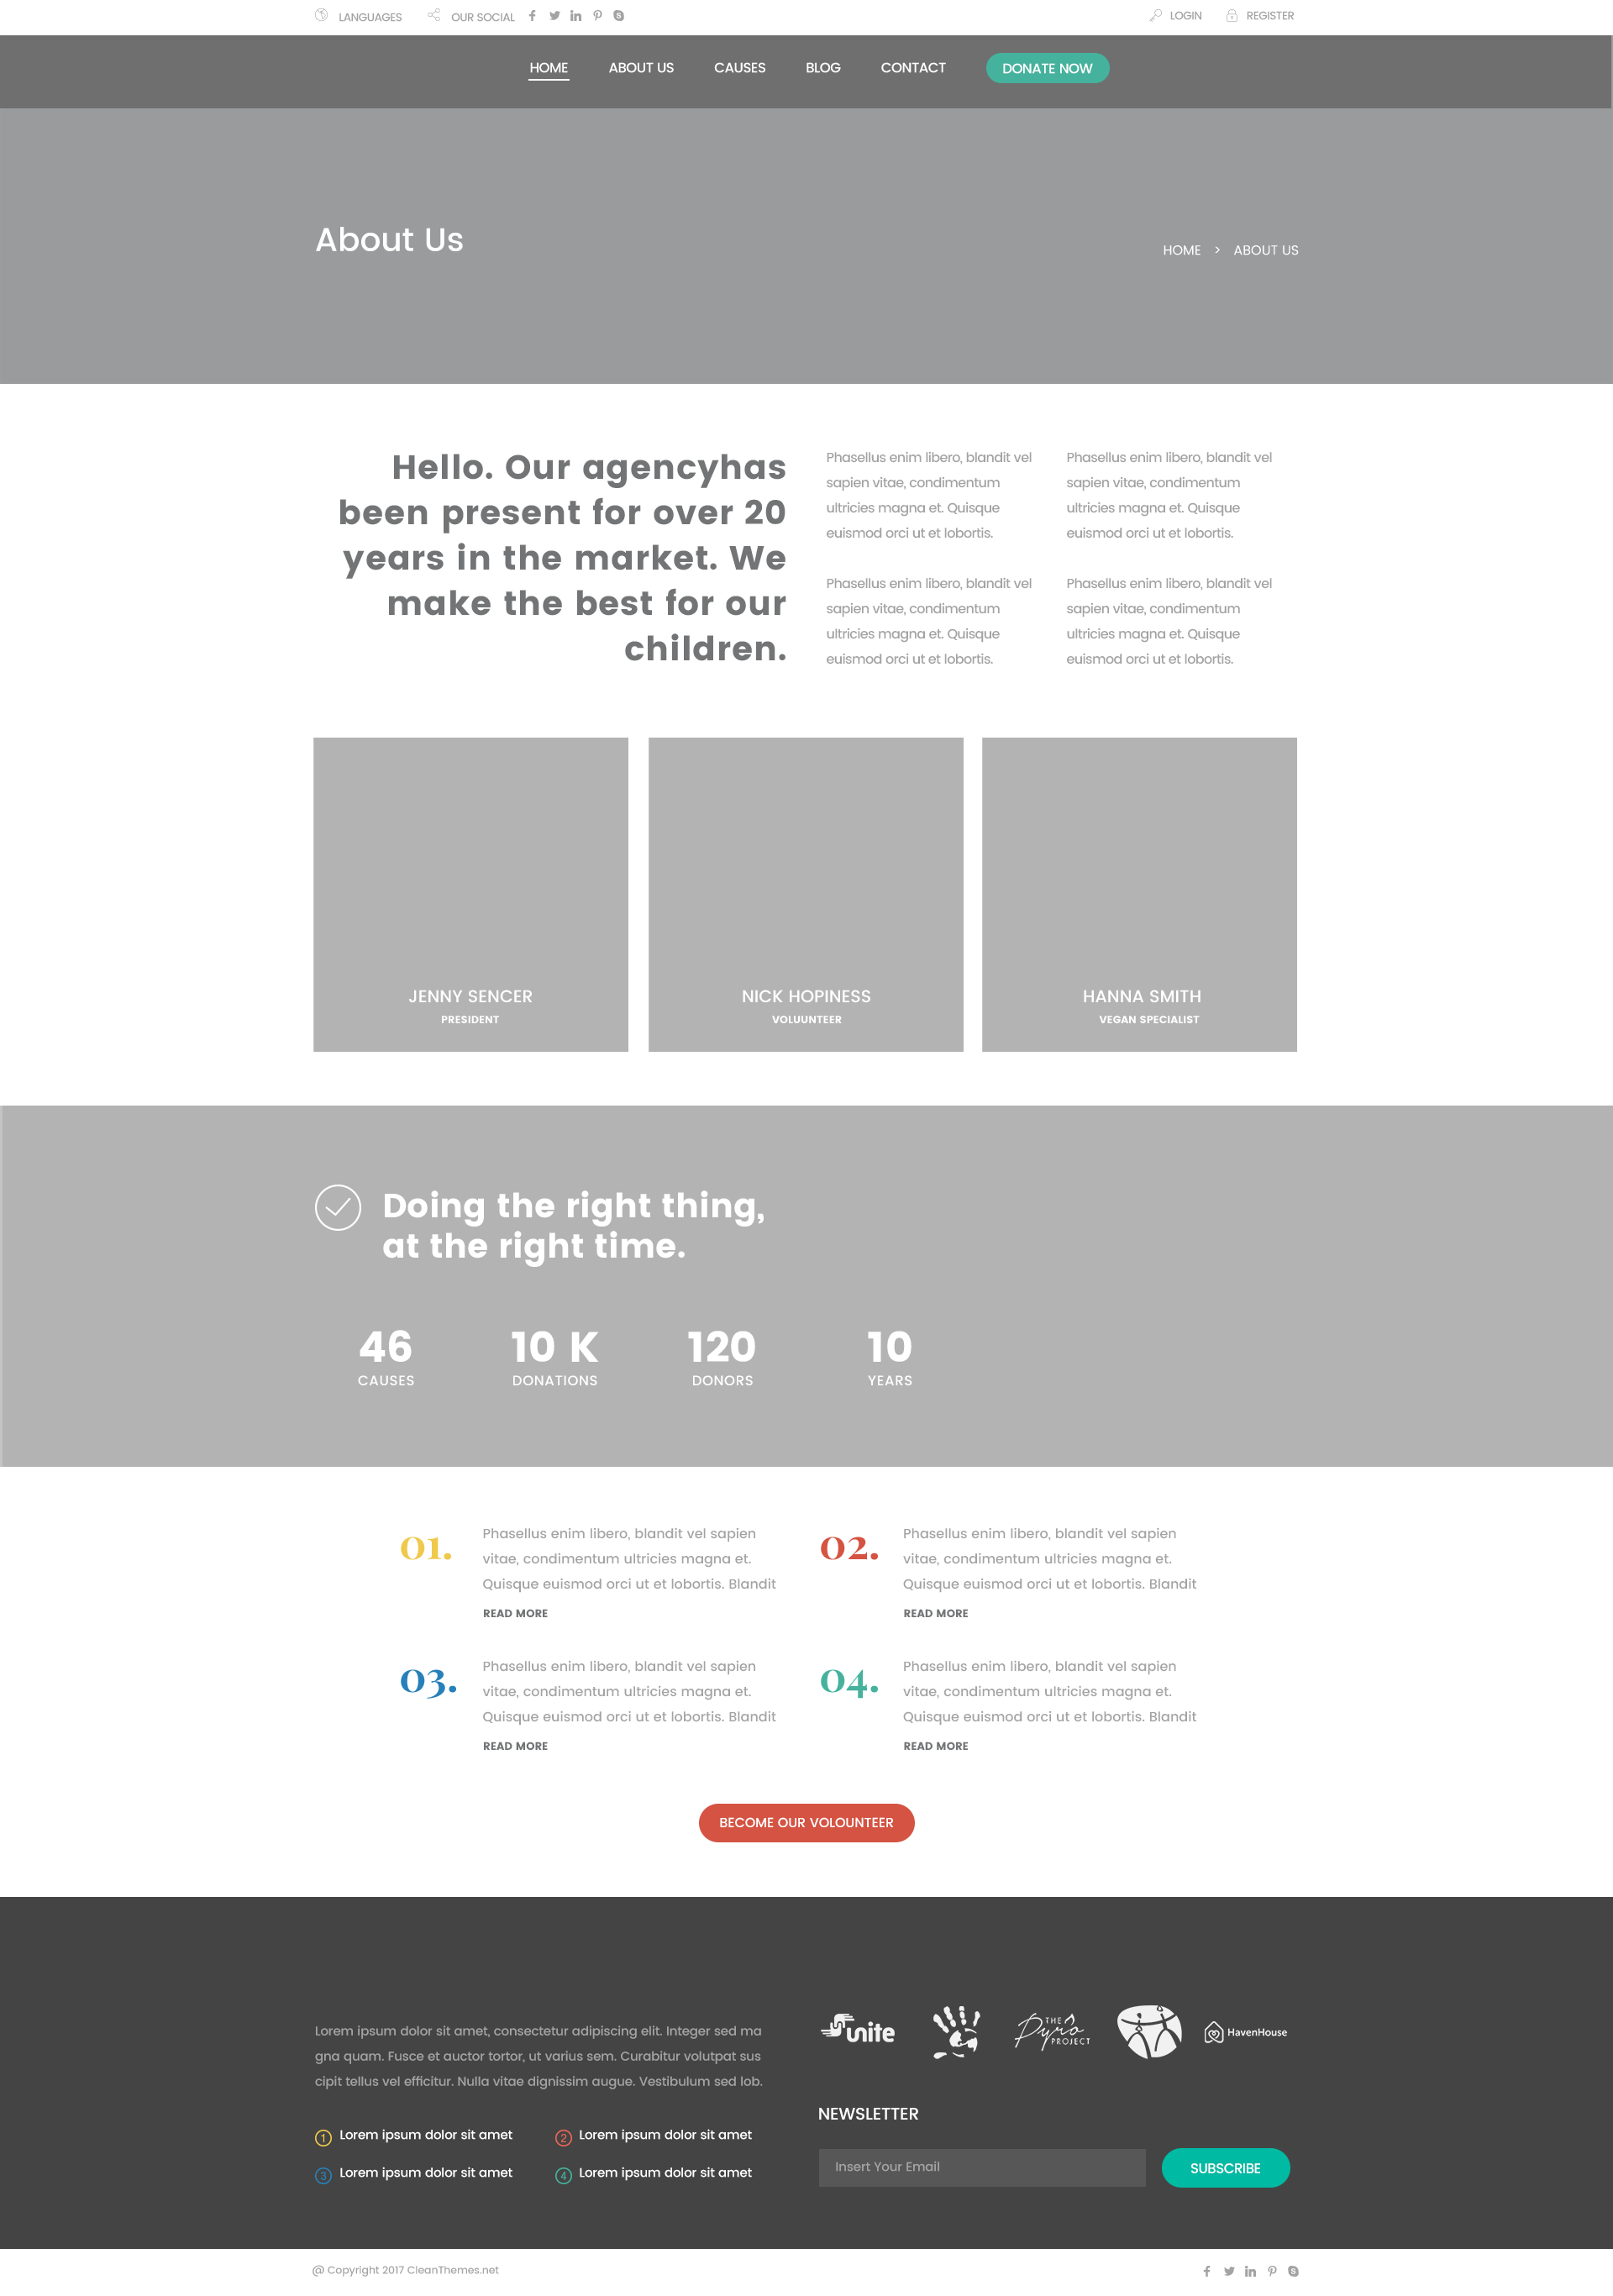 LANGUAGES OUR SOCIAL LOGIN REGISTER
HOME ABOUT US CAUSES BLOG CONTACT DONATE NOW
About Us
HOME > ABOUT US
Hello. Our agencyhas
been present for over 20
years in the market. We
make the best for our
children.
Phasellus enim libero, blandit vel
sapien vitae, condimentum
ultricies magna et. Quisque
euismod orci ut et lobortis.
Phasellus enim libero, blandit vel
sapien vitae, condimentum
ultricies magna et. Quisque
euismod orci ut et lobortis.
Phasellus enim libero, blandit vel
sapien vitae, condimentum
ultricies magna et. Quisque
euismod orci ut et lobortis.
Phasellus enim libero, blandit vel
sapien vitae, condimentum
ultricies magna et. Quisque
euismod orci ut et lobortis.
JENNY SENCER
PRESIDENT
NICK HOPINESS
VOLUUNTEER
HANNA SMITH
VEGAN SPECIALIST
Doing the right thing,
at the right time.
46
CAUSES
10 K
DONATIONS
120
DONORS
10
YEARS
01.
Phasellus enim libero, blandit vel sapien
vitae, condimentum ultricies magna et.
Quisque euismod orci ut et lobortis. Blandit
READ MORE
02.
Phasellus enim libero, blandit vel sapien
vitae, condimentum ultricies magna et.
Quisque euismod orci ut et lobortis. Blandit
READ MORE
03.
Phasellus enim libero, blandit vel sapien
vitae, condimentum ultricies magna et.
Quisque euismod orci ut et lobortis. Blandit
READ MORE
04.
Phasellus enim libero, blandit vel sapien
vitae, condimentum ultricies magna et.
Quisque euismod orci ut et lobortis. Blandit
READ MORE
BECOME OUR VOLOUNTEER
Lorem ipsum dolor sit amet, consectetur adipiscing elit. Integer sed ma
gna quam. Fusce et auctor tortor, ut varius sem. Curabitur volutpat sus
cipit tellus vel efficitur. Nulla vitae dignissim augue. Vestibulum sed lob.
1 Lorem ipsum dolor sit amet
2 Lorem ipsum dolor sit amet
3 Lorem ipsum dolor sit amet
4 Lorem ipsum dolor sit amet
unite
THE
Pyro
PROJECT
HavenHouse
NEWSLETTER
Insert Your Email
SUBSCRIBE
@ Copyright 2017 CleanThemes.net